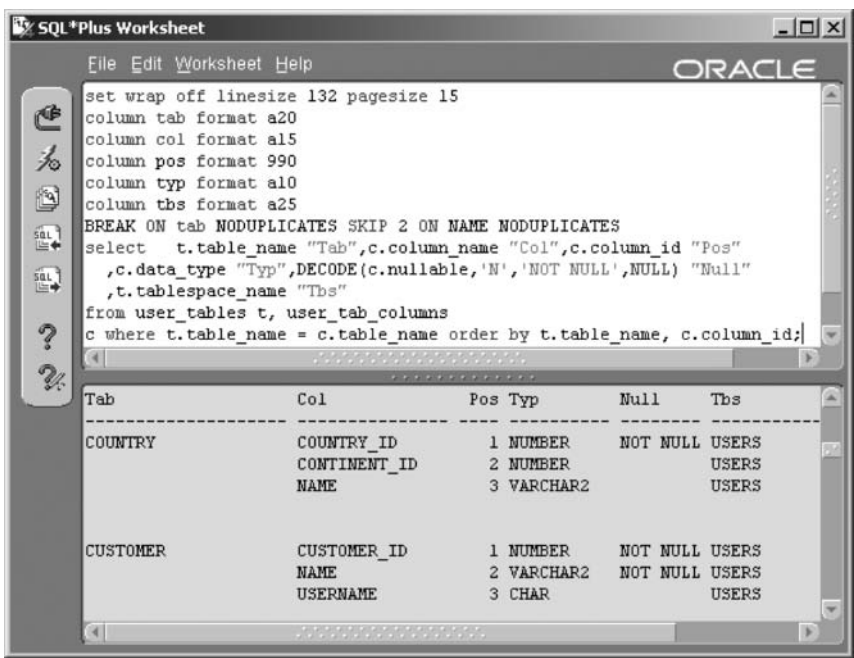 SQL*Plus Worksheet
File Edit Worksheet Help
ORACLE
set wrap off linesize 132 pagesize 15
column tab format a20
column col format a15
column pos format 990
column typ format a10
column tbs format a25
BREAK ON tab NODUPLICATES SKIP 2 ON NAME NODUPLICATES
select   t.table_name "Tab",c.column_name "Col",c.column_id "Pos"
  ,c.data_type "Typ",DECODE(c.nullable,'N','NOT NULL',NULL) "Null"
  ,t.tablespace_name "Tbs"
from user_tables t, user_tab_columns
c where t.table_name = c.table_name order by t.table_name, c.column_id;
SQL
SQL
Tab Col Pos Typ Null Tbs
-------------------- --------------- ---- ---------- -------- -----------
COUNTRY COUNTRY_ID 1 NUMBER NOT NULL USERS
CONTINENT_ID 2 NUMBER USERS
NAME 3 VARCHAR2 USERS
CUSTOMER CUSTOMER_ID 1 NUMBER NOT NULL USERS
NAME 2 VARCHAR2 NOT NULL USERS
USERNAME 3 CHAR USERS